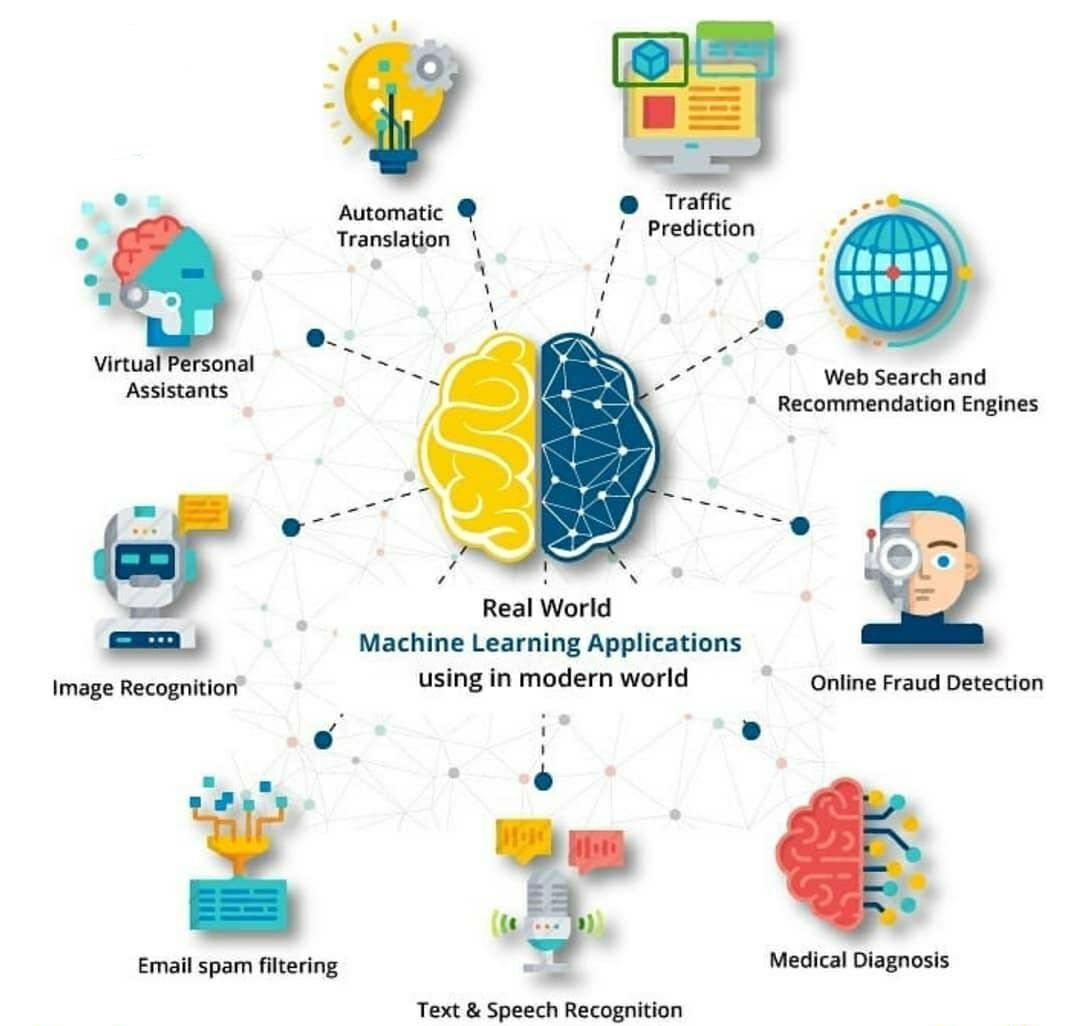 Automatic
Translation
Traffic
Prediction
Virtual Personal
Assistants
Web Search and
Recommendation Engines
Real World
Machine Learning Applications
using in modern world
Image Recognition
Online Fraud Detection
Email spam filtering
Text & Speech Recognition
Medical Diagnosis